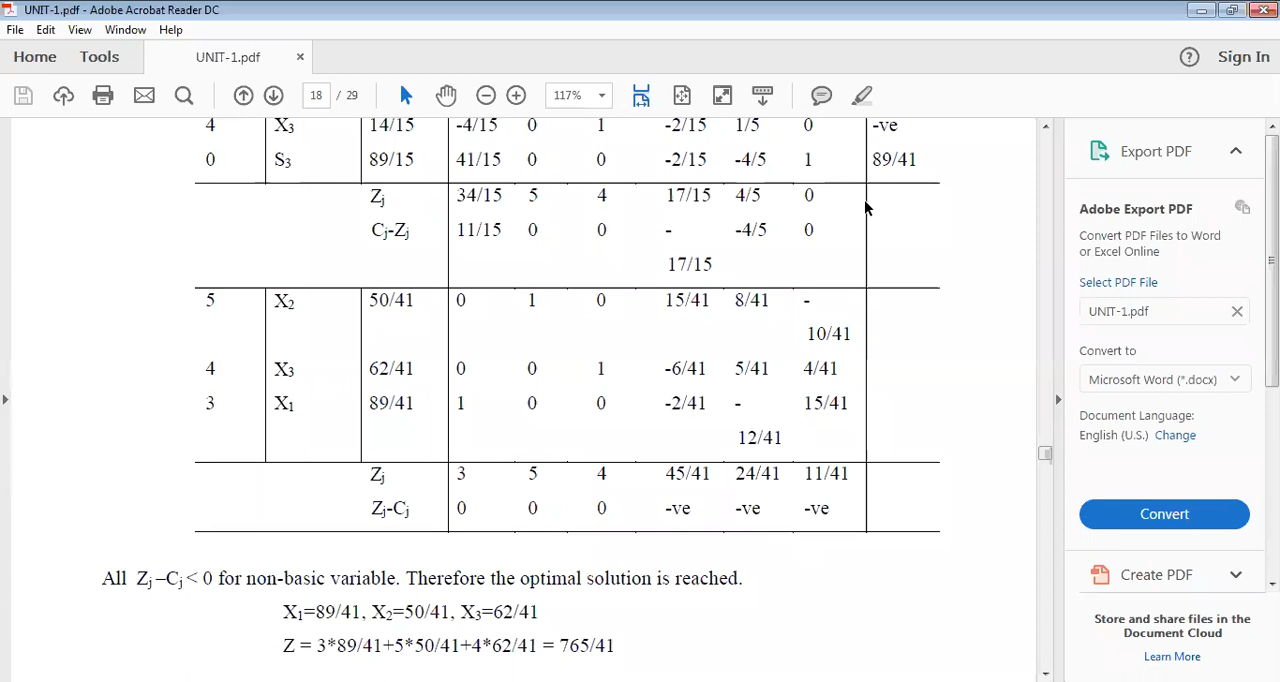 UNIT-1.pdf - Adobe Acrobat Reader DC
File Edit View Window Help
Home Tools UNIT-1.pdf × ? Sign In
18 / 29 117%
4 X3 14/15 -4/15 0 1 -2/15 1/5 0 -ve
0 S3 89/15 41/15 0 0 -2/15 -4/5 1 89/41
Zj 34/15 5 4 17/15 4/5 0
Cj-Zj 11/15 0 0 - -4/5 0
17/15
5 X2 50/41 0 1 0 15/41 8/41 -
10/41
4 X3 62/41 0 0 1 -6/41 5/41 4/41
3 X1 89/41 1 0 0 -2/41 - 15/41
12/41
Zj 3 5 4 45/41 24/41 11/41
Zj-Cj 0 0 0 -ve -ve -ve
All Zj –Cj < 0 for non-basic variable. Therefore the optimal solution is reached.
X1=89/41, X2=50/41, X3=62/41
Z = 3*89/41+5*50/41+4*62/41 = 765/41
Export PDF
Adobe Export PDF
Convert PDF Files to Word
or Excel Online
Select PDF File
UNIT-1.pdf
Convert to
Microsoft Word (*.docx)
Document Language:
English (U.S.) Change
Convert
Create PDF
Store and share files in the
Document Cloud
Learn More